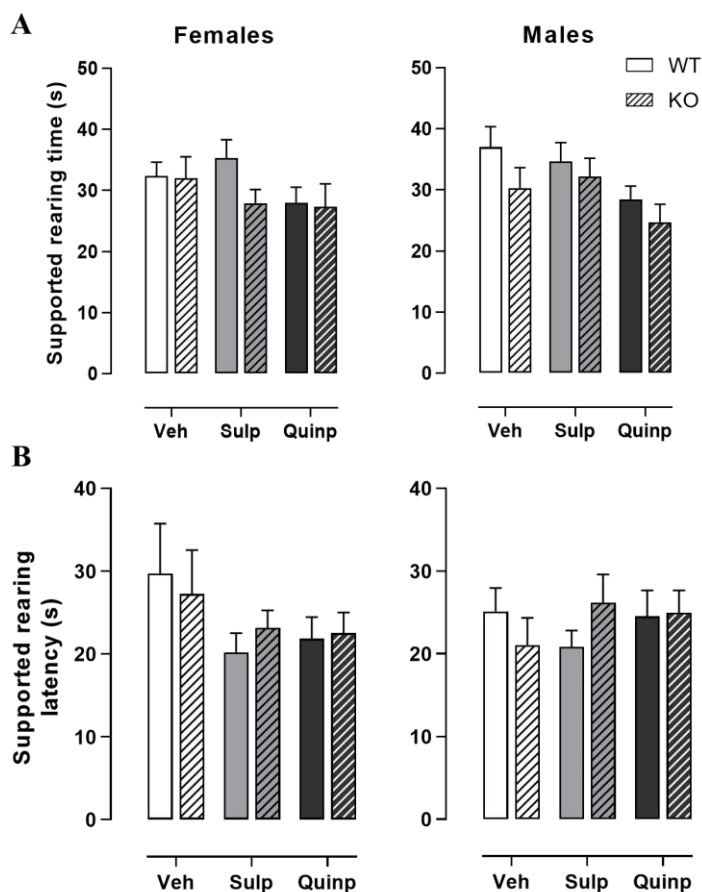 A
Females
Males
WT
KO
Supported rearing time (s)
50
40
30
20
10
0
Veh Sulp Quinp
50
40
30
20
10
0
Veh Sulp Quinp
B
Supported rearing
latency (s)
40
30
20
10
0
Veh Sulp Quinp
40
30
20
10
0
Veh Sulp Quinp